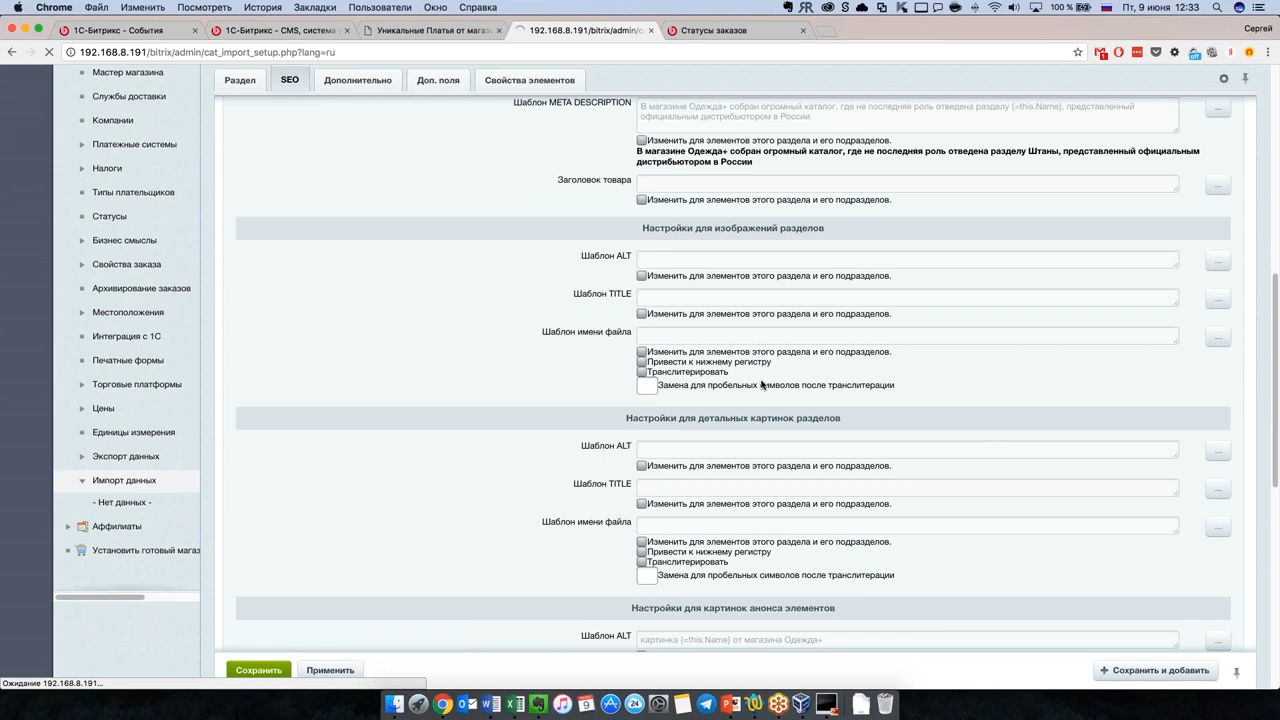 Chrome Файл Изменить Посмотреть История Закладки Пользователи Окно Справка 100 % Пт, 9 июня 12:33
1С-Битрикс - События 1С-Битрикс - CMS, система Уникальные Платья от магаз 192.168.8.191/bitrix/admin/c Статусы заказов Сергей
192.168.8.191/bitrix/admin/cat_import_setup.php?lang=ru
Мастер магазина
Службы доставки
Компании
Платежные системы
Налоги
Типы плательщиков
Статусы
Бизнес смыслы
Свойства заказа
Архивирование заказов
Местоположения
Интеграция с 1С
Печатные формы
Торговые платформы
Цены
Единицы измерения
Экспорт данных
Импорт данных
- Нет данных -
Аффилиаты
Установить готовый магаз
Раздел SEO Дополнительно Доп. поля Свойства элементов
Шаблон META DESCRIPTION В магазине Одежда+ собран огромный каталог, где не последняя роль отведена разделу {=this.Name}, представленный
официальным дистрибьютором в России ...
Изменить для элементов этого раздела и его подразделов.
В магазине Одежда+ собран огромный каталог, где не последняя роль отведена разделу Штаны, представленный официальным
дистрибьютором в России
Заголовок товара ...
Изменить для элементов этого раздела и его подразделов.
Настройки для изображений разделов
Шаблон ALT ...
Изменить для элементов этого раздела и его подразделов.
Шаблон TITLE ...
Изменить для элементов этого раздела и его подразделов.
Шаблон имени файла ...
Изменить для элементов этого раздела и его подразделов.
Привести к нижнему регистру
Транслитерировать
Замена для пробельных символов после транслитерации
Настройки для детальных картинок разделов
Шаблон ALT ...
Изменить для элементов этого раздела и его подразделов.
Шаблон TITLE ...
Изменить для элементов этого раздела и его подразделов.
Шаблон имени файла ...
Изменить для элементов этого раздела и его подразделов.
Привести к нижнему регистру
Транслитерировать
Замена для пробельных символов после транслитерации
Настройки для картинок анонса элементов
Шаблон ALT картинка {=this.Name} от магазина Одежда+ ...
Сохранить Применить Сохранить и добавить
Ожидание 192.168.8.191...